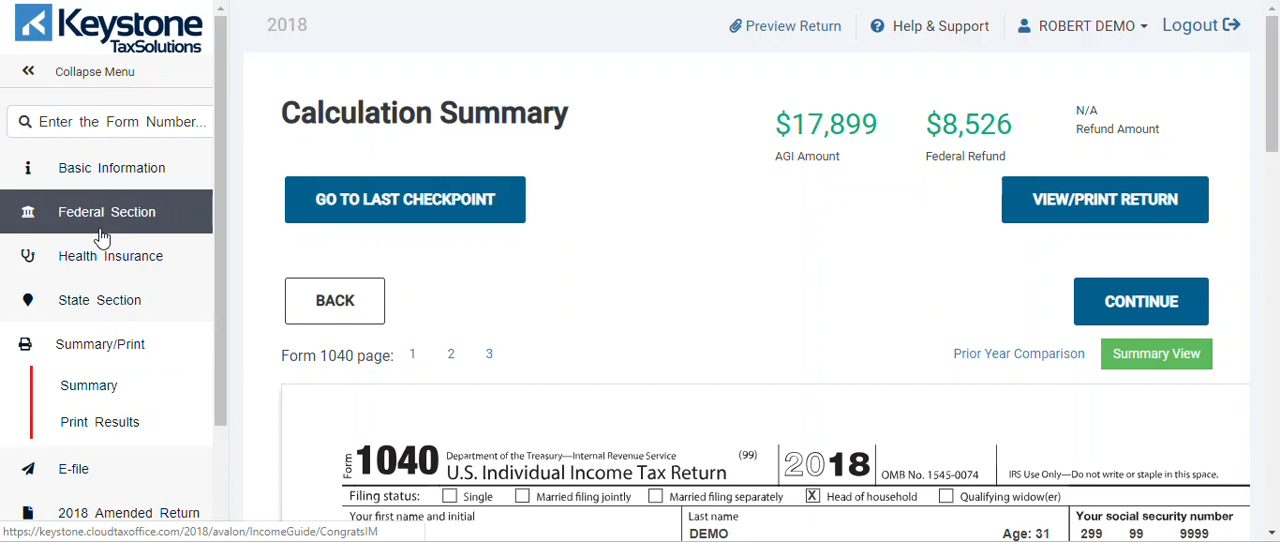 Keystone
TaxSolutions
2018
Preview Return
Help & Support
ROBERT DEMO
Logout
Collapse Menu
Enter the Form Number...
Basic Information
Federal Section
Health Insurance
State Section
Summary/Print
Summary
Print Results
E-file
2018 Amended Return
https://keystone.cloudtaxoffice.com/2018/avalon/IncomeGuide/CongratsIM
Calculation Summary
$17,899
AGI Amount
$8,526
Federal Refund
N/A
Refund Amount
GO TO LAST CHECKPOINT
VIEW/PRINT RETURN
BACK
CONTINUE
Form 1040 page: 1 2 3
Prior Year Comparison
Summary View
Form 1040
Department of the Treasury—Internal Revenue Service (99)
U.S. Individual Income Tax Return
2018
OMB No. 1545-0074
IRS Use Only—Do not write or staple in this space.
Filing status: Single Married filing jointly Married filing separately X Head of household Qualifying widow(er)
Your first name and initial
Last name
Your social security number
DEMO
Age: 31
299 99 9999